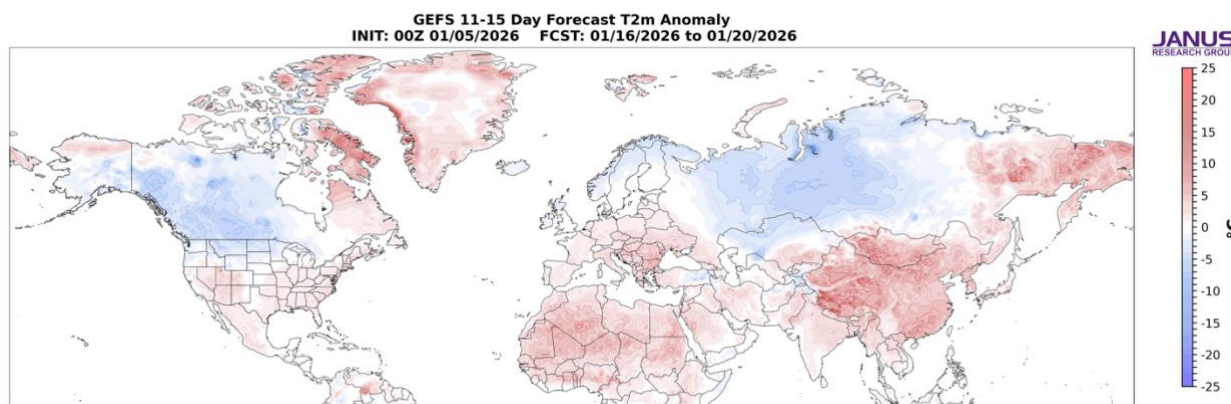 GEFS 11-15 Day Forecast T2m Anomaly
INIT: 00Z 01/05/2026    FCST: 01/16/2026 to 01/20/2026
JANUS
RESEARCH GROUP
25
20
15
10
5
0
-5
-10
-15
-20
-25